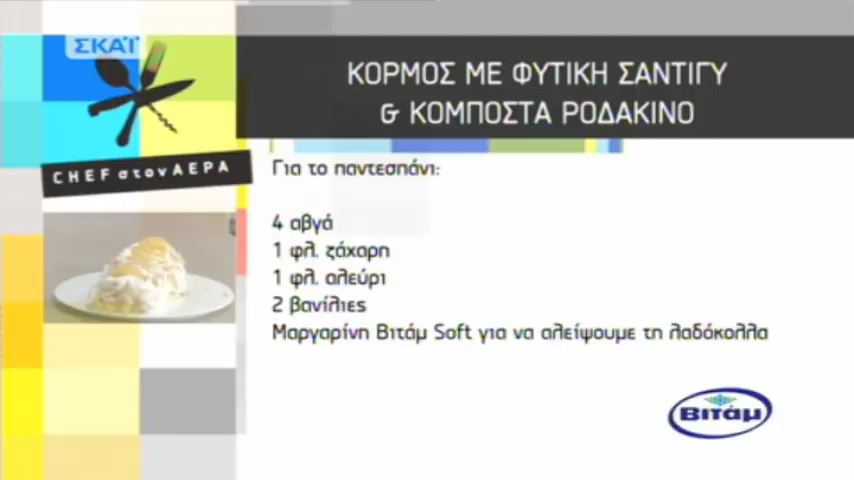 ΣΚΑΪ
ΚΟΡΜΟΣ ΜΕ ΦΥΤΙΚΗ ΣΑΝΤΙΓΥ
& ΚΟΜΠΟΣΤΑ ΡΟΔΑΚΙΝΟ
CHEF στον ΑΕΡΑ
Για το παντεσπάνι:
4 αβγά
1 φλ. ζάχαρη
1 φλ. αλεύρι
2 βανίλιες
Μαργαρίνη Βιτάμ Soft για να αλείψουμε τη λαδόκολλα
Βιτάμ